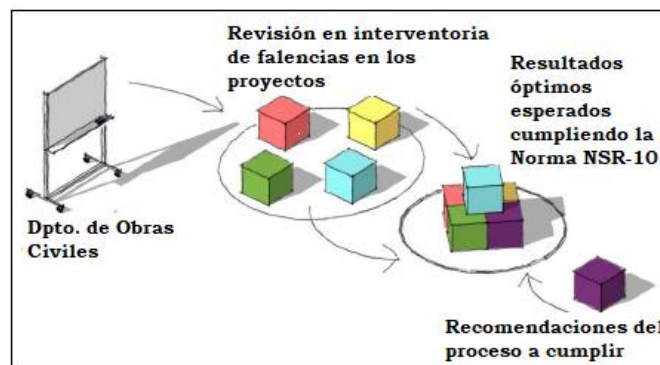 Revisión en interventoria
de falencias en los
proyectos
Resultados
óptimos
esperados
cumpliendo la
Norma NSR-10
Dpto. de Obras
Civiles
Recomendaciones del
proceso a cumplir